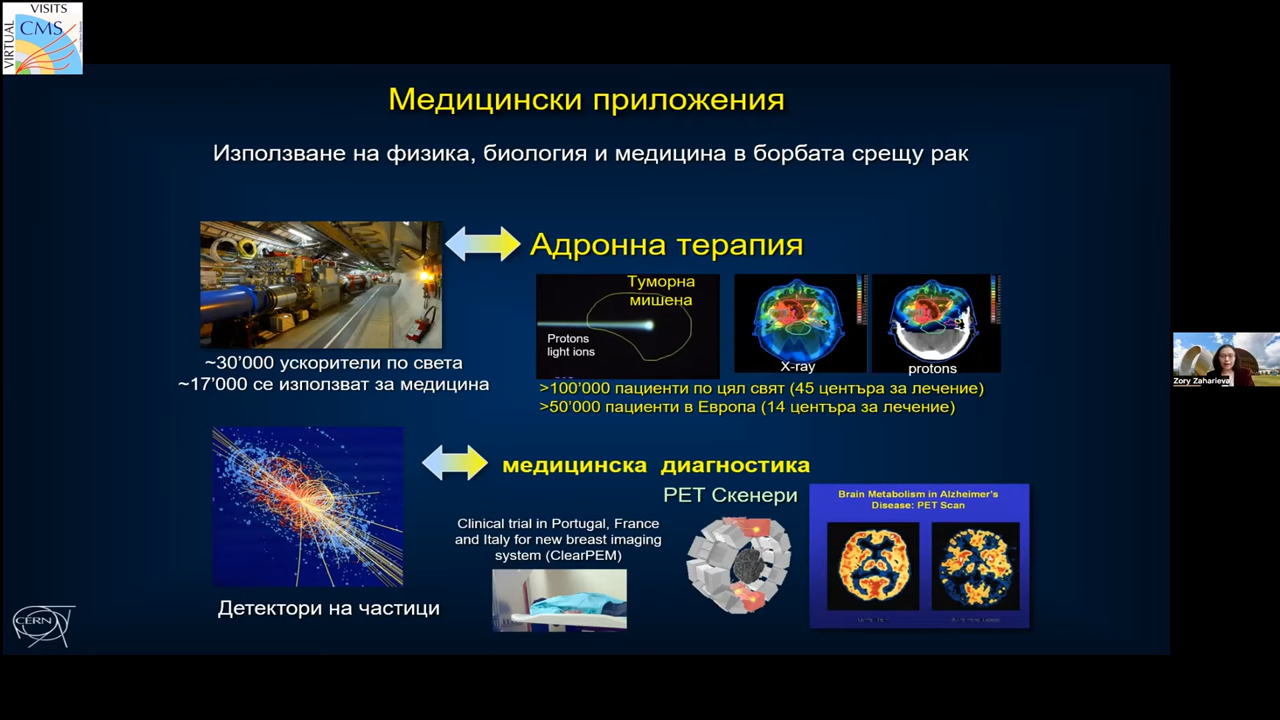 VISITS
CMS
VIRTUAL
Медицински приложения
Използване на физика, биология и медицина в борбата срещу рак
Адронна терапия
Туморна
мишена
Protons
light ions
X-ray
protons
~30’000 ускорители по света
~17’000 се използват за медицина
>100’000 пациенти по цял свят (45 центъра за лечение)
>50’000 пациенти в Европа (14 центъра за лечение)
Zory Zaharieva
медицинска диагностика
PET Скенери
Brain Metabolism in Alzheimer's
Disease: PET Scan
Clinical trial in Portugal, France
and Italy for new breast imaging
system (ClearPEM)
Детектори на частици
CERN